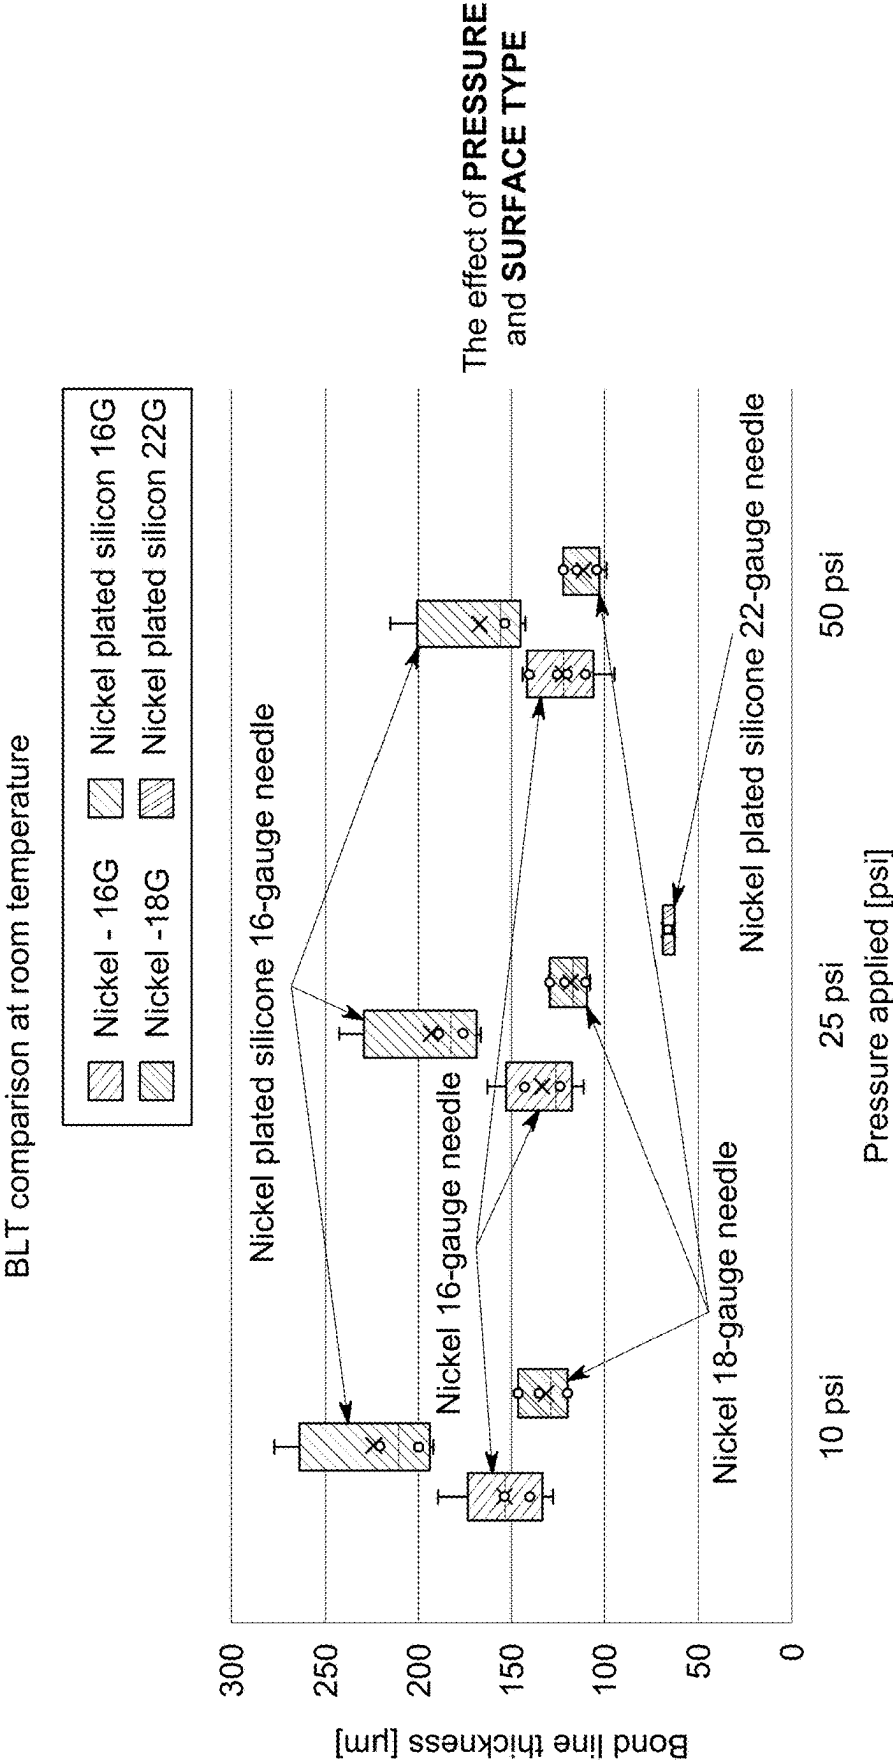 BLT comparison at room temperature
Nickel - 16G
Nickel plated silicon 16G
Nickel -18G
Nickel plated silicon 22G
The effect of PRESSURE
and SURFACE TYPE
Bond line thickness [µm]
300
250
200
150
100
50
0
Nickel plated silicone 16-gauge needle
Nickel 16-gauge needle
Nickel 18-gauge needle
Nickel plated silicone 22-gauge needle
10 psi
25 psi
50 psi
Pressure applied [psi]